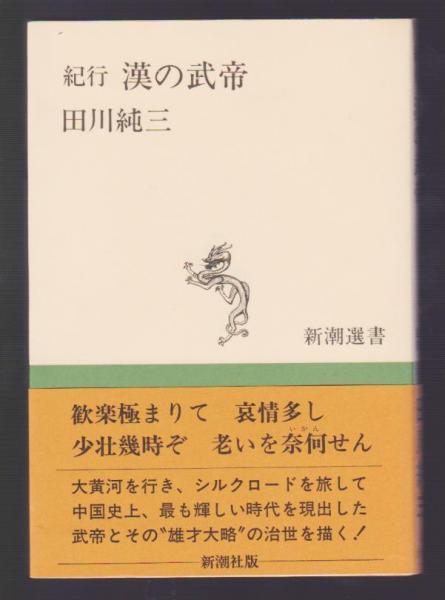 紀行 漢の武帝
田川純三
新潮選書
歓楽極まりて 哀情多し
いかん
少壮幾時ぞ 老いを奈何せん
大黄河を行き、シルクロードを旅して
中国史上、最も輝しい時代を現出した
武帝とその〝雄才大略〟の治世を描く!
新潮社版